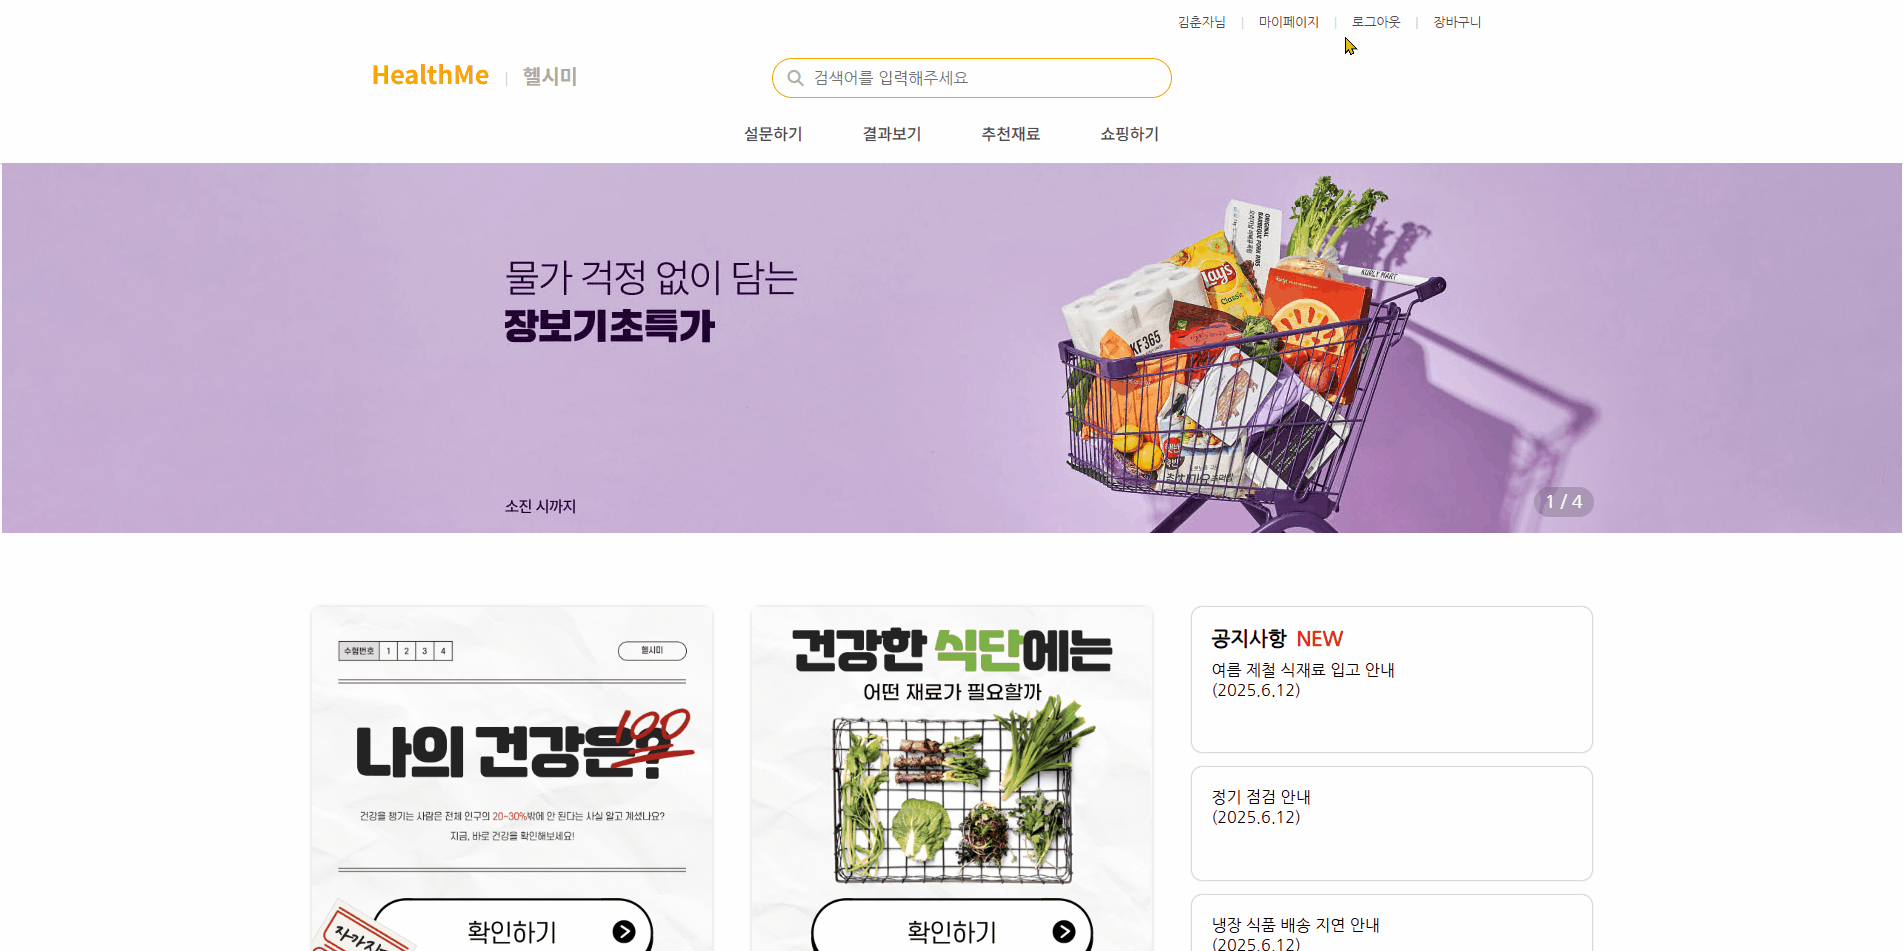 김춘자님 | 마이페이지 | 로그아웃 | 장바구니
HealthMe | 헬시미
검색어를 입력해주세요
설문하기 결과보기 추천재료 쇼핑하기
물가 걱정 없이 담는
장보기초특가
소진 시까지
ORIGINAL
BARBECUE PORK RIBS
Lay's
Classic
KURLY MART
KF365
1 / 4
수험번호 1 2 3 4
헬시미
나의 건강은?
100
건강을 챙기는 사람은 전체 인구의 20~30%밖에 안 된다는 사실 알고 계셨나요?
지금, 바로 건강을 확인해보세요!
확인하기
건강한 식단에는
어떤 재료가 필요할까
확인하기
공지사항 NEW
여름 제철 식재료 입고 안내
(2025.6.12)
정기 점검 안내
(2025.6.12)
냉장 식품 배송 지연 안내
(2025.6.12)